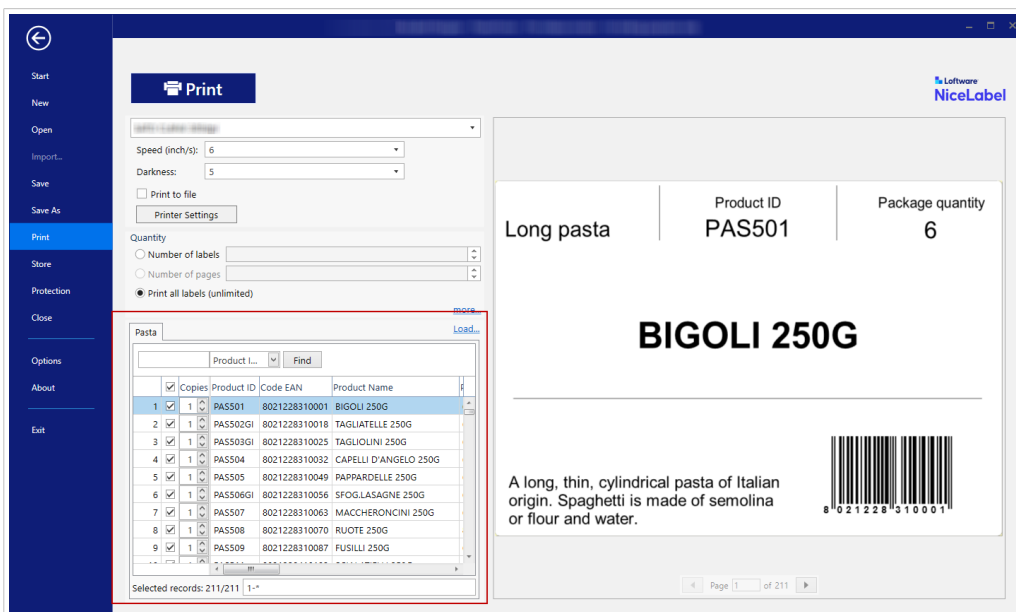 Start
New
Open
Import...
Save
Save As
Print
Store
Protection
Close
Options
About
Exit
Print
Loftware
NiceLabel
Speed (inch/s): 6
Darkness: 5
Print to file
Printer Settings
Quantity
Number of labels
Number of pages
Print all labels (unlimited)
more...
Load...
Pasta
Product I... Find
Copies Product ID Code EAN Product Name
1 1 PAS501 8021228310001 BIGOLI 250G
2 1 PAS502GI 8021228310018 TAGLIATELLE 250G
3 1 PAS503GI 8021228310025 TAGLIOLINI 250G
4 1 PAS504 8021228310032 CAPELLI D'ANGELO 250G
5 1 PAS505 8021228310049 PAPPARDELLE 250G
6 1 PAS506GI 8021228310056 SFOG.LASAGNE 250G
7 1 PAS507 8021228310063 MACCHERONCINI 250G
8 1 PAS508 8021228310070 RUOTE 250G
9 1 PAS509 8021228310087 FUSILLI 250G
Selected records: 211/211 1-*
Product ID Package quantity
Long pasta PAS501 6
BIGOLI 250G
A long, thin, cylindrical pasta of Italian
origin. Spaghetti is made of semolina
or flour and water.
8 021228 310001
Page 1 of 211